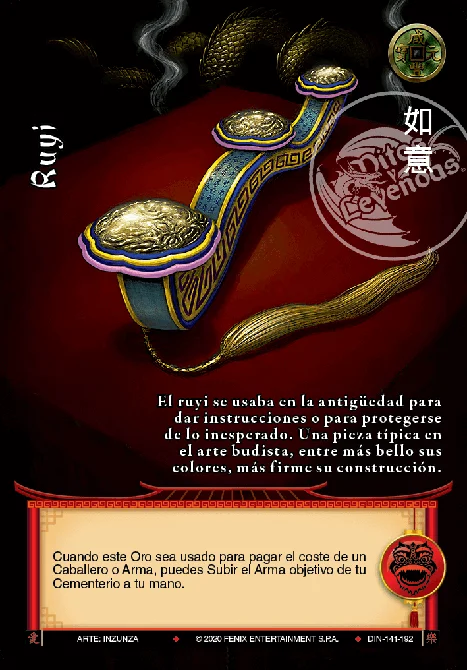 Ruyi
如意
Mitos y Leyendas
El ruyi se usaba en la antigüedad para
dar instrucciones o para protegerse
de lo inesperado. Una pieza típica en
el arte budista, entre más bello sus
colores, más firme su construcción.
Cuando este Oro sea usado para pagar el coste de un
Caballero o Arma, puedes Subir el Arma objetivo de tu
Cementerio a tu mano.
ARTE: INZUNZA ◆ © 2020 FENIX ENTERTAINMENT S.P.A. ◆ DIN-141-192